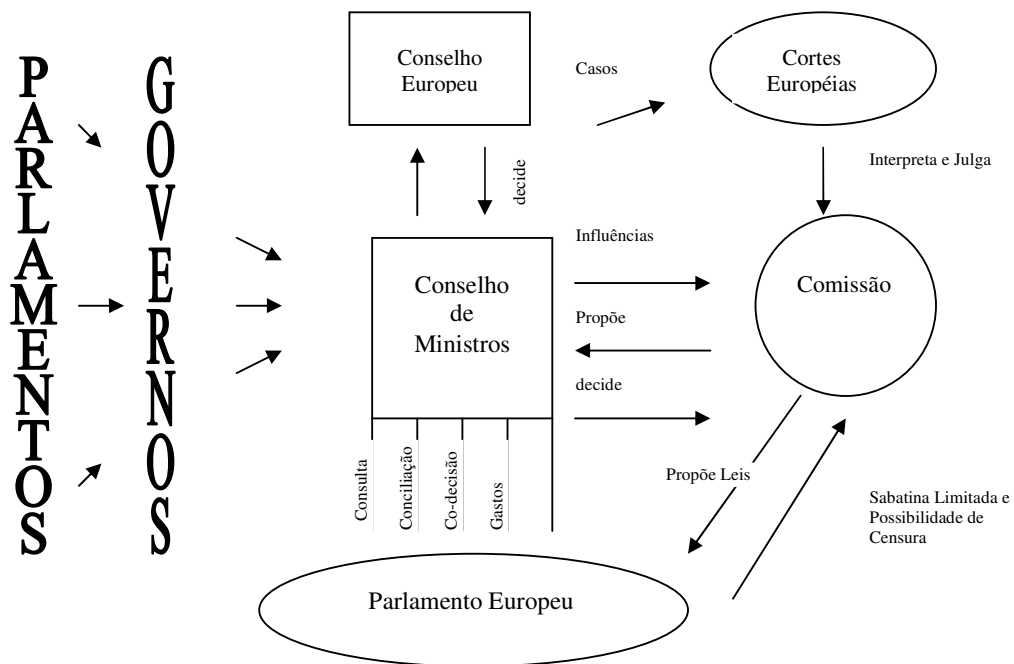 PARLAMENTOS
GOVERNOS
Conselho
Europeu
Casos
Cortes
Européias
decide
Interpreta e Julga
Influências
Conselho
de
Ministros
Comissão
Propõe
decide
Consulta
Conciliação
Co-decisão
Gastos
Propõe Leis
Sabatina Limitada e
Possibilidade de
Censura
Parlamento Europeu